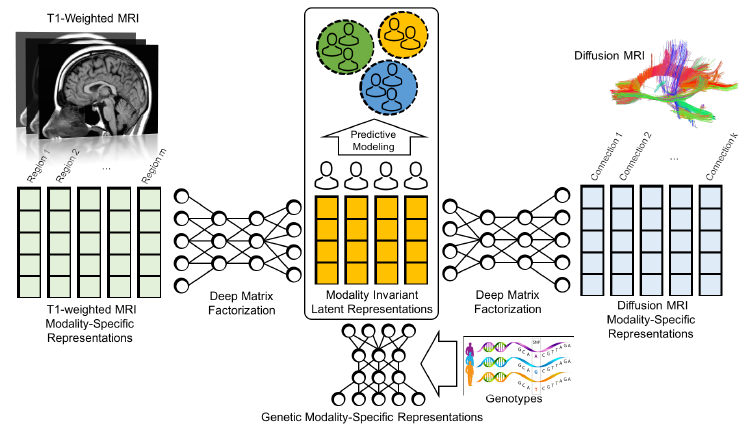 T1-Weighted MRI
Diffusion MRI
Predictive
Modeling
Region 1
Region 2
...
Region m
Connection 1
Connection 2
...
Connection k
Deep Matrix
Factorization
Modality Invariant
Latent Representations
Deep Matrix
Factorization
T1-weighted MRI
Modality-Specific
Representations
Diffusion MRI
Modality-Specific
Representations
SNP
G C A A C G T T A G A
G C A G C G T T A G A
G C A T C G T T A G A
Genotypes
Genetic Modality-Specific Representations